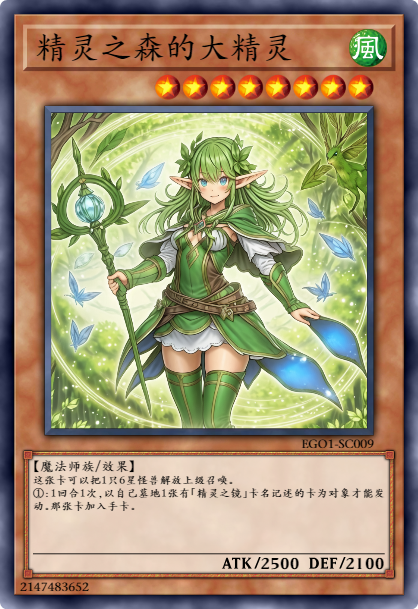 精灵之森的大精灵
風
EGO1-SC009
【魔法师族/效果】
这张卡可以把1只6星怪兽解放上级召唤。
①:1回合1次,以自己墓地1张有「精灵之镜」卡名记述的卡为对象才能发
动。那张卡加入手卡。
ATK/2500 DEF/2100
2147483652